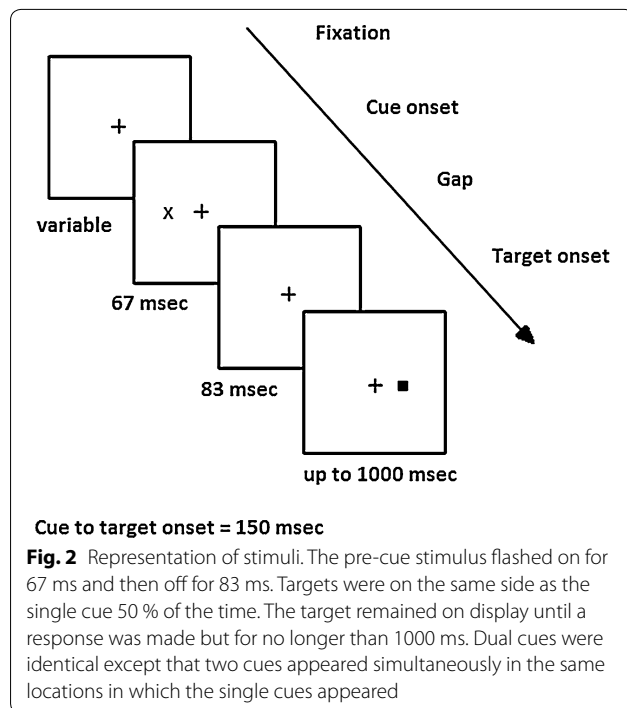 Fixation
Cue onset
Gap
Target onset
+
variable
x +
67 msec
+
83 msec
+
up to 1000 msec
Cue to target onset = 150 msec
Fig. 2 Representation of stimuli. The pre-cue stimulus flashed on for
67 ms and then off for 83 ms. Targets were on the same side as the
single cue 50 % of the time. The target remained on display until a
response was made but for no longer than 1000 ms. Dual cues were
identical except that two cues appeared simultaneously in the same
locations in which the single cues appeared